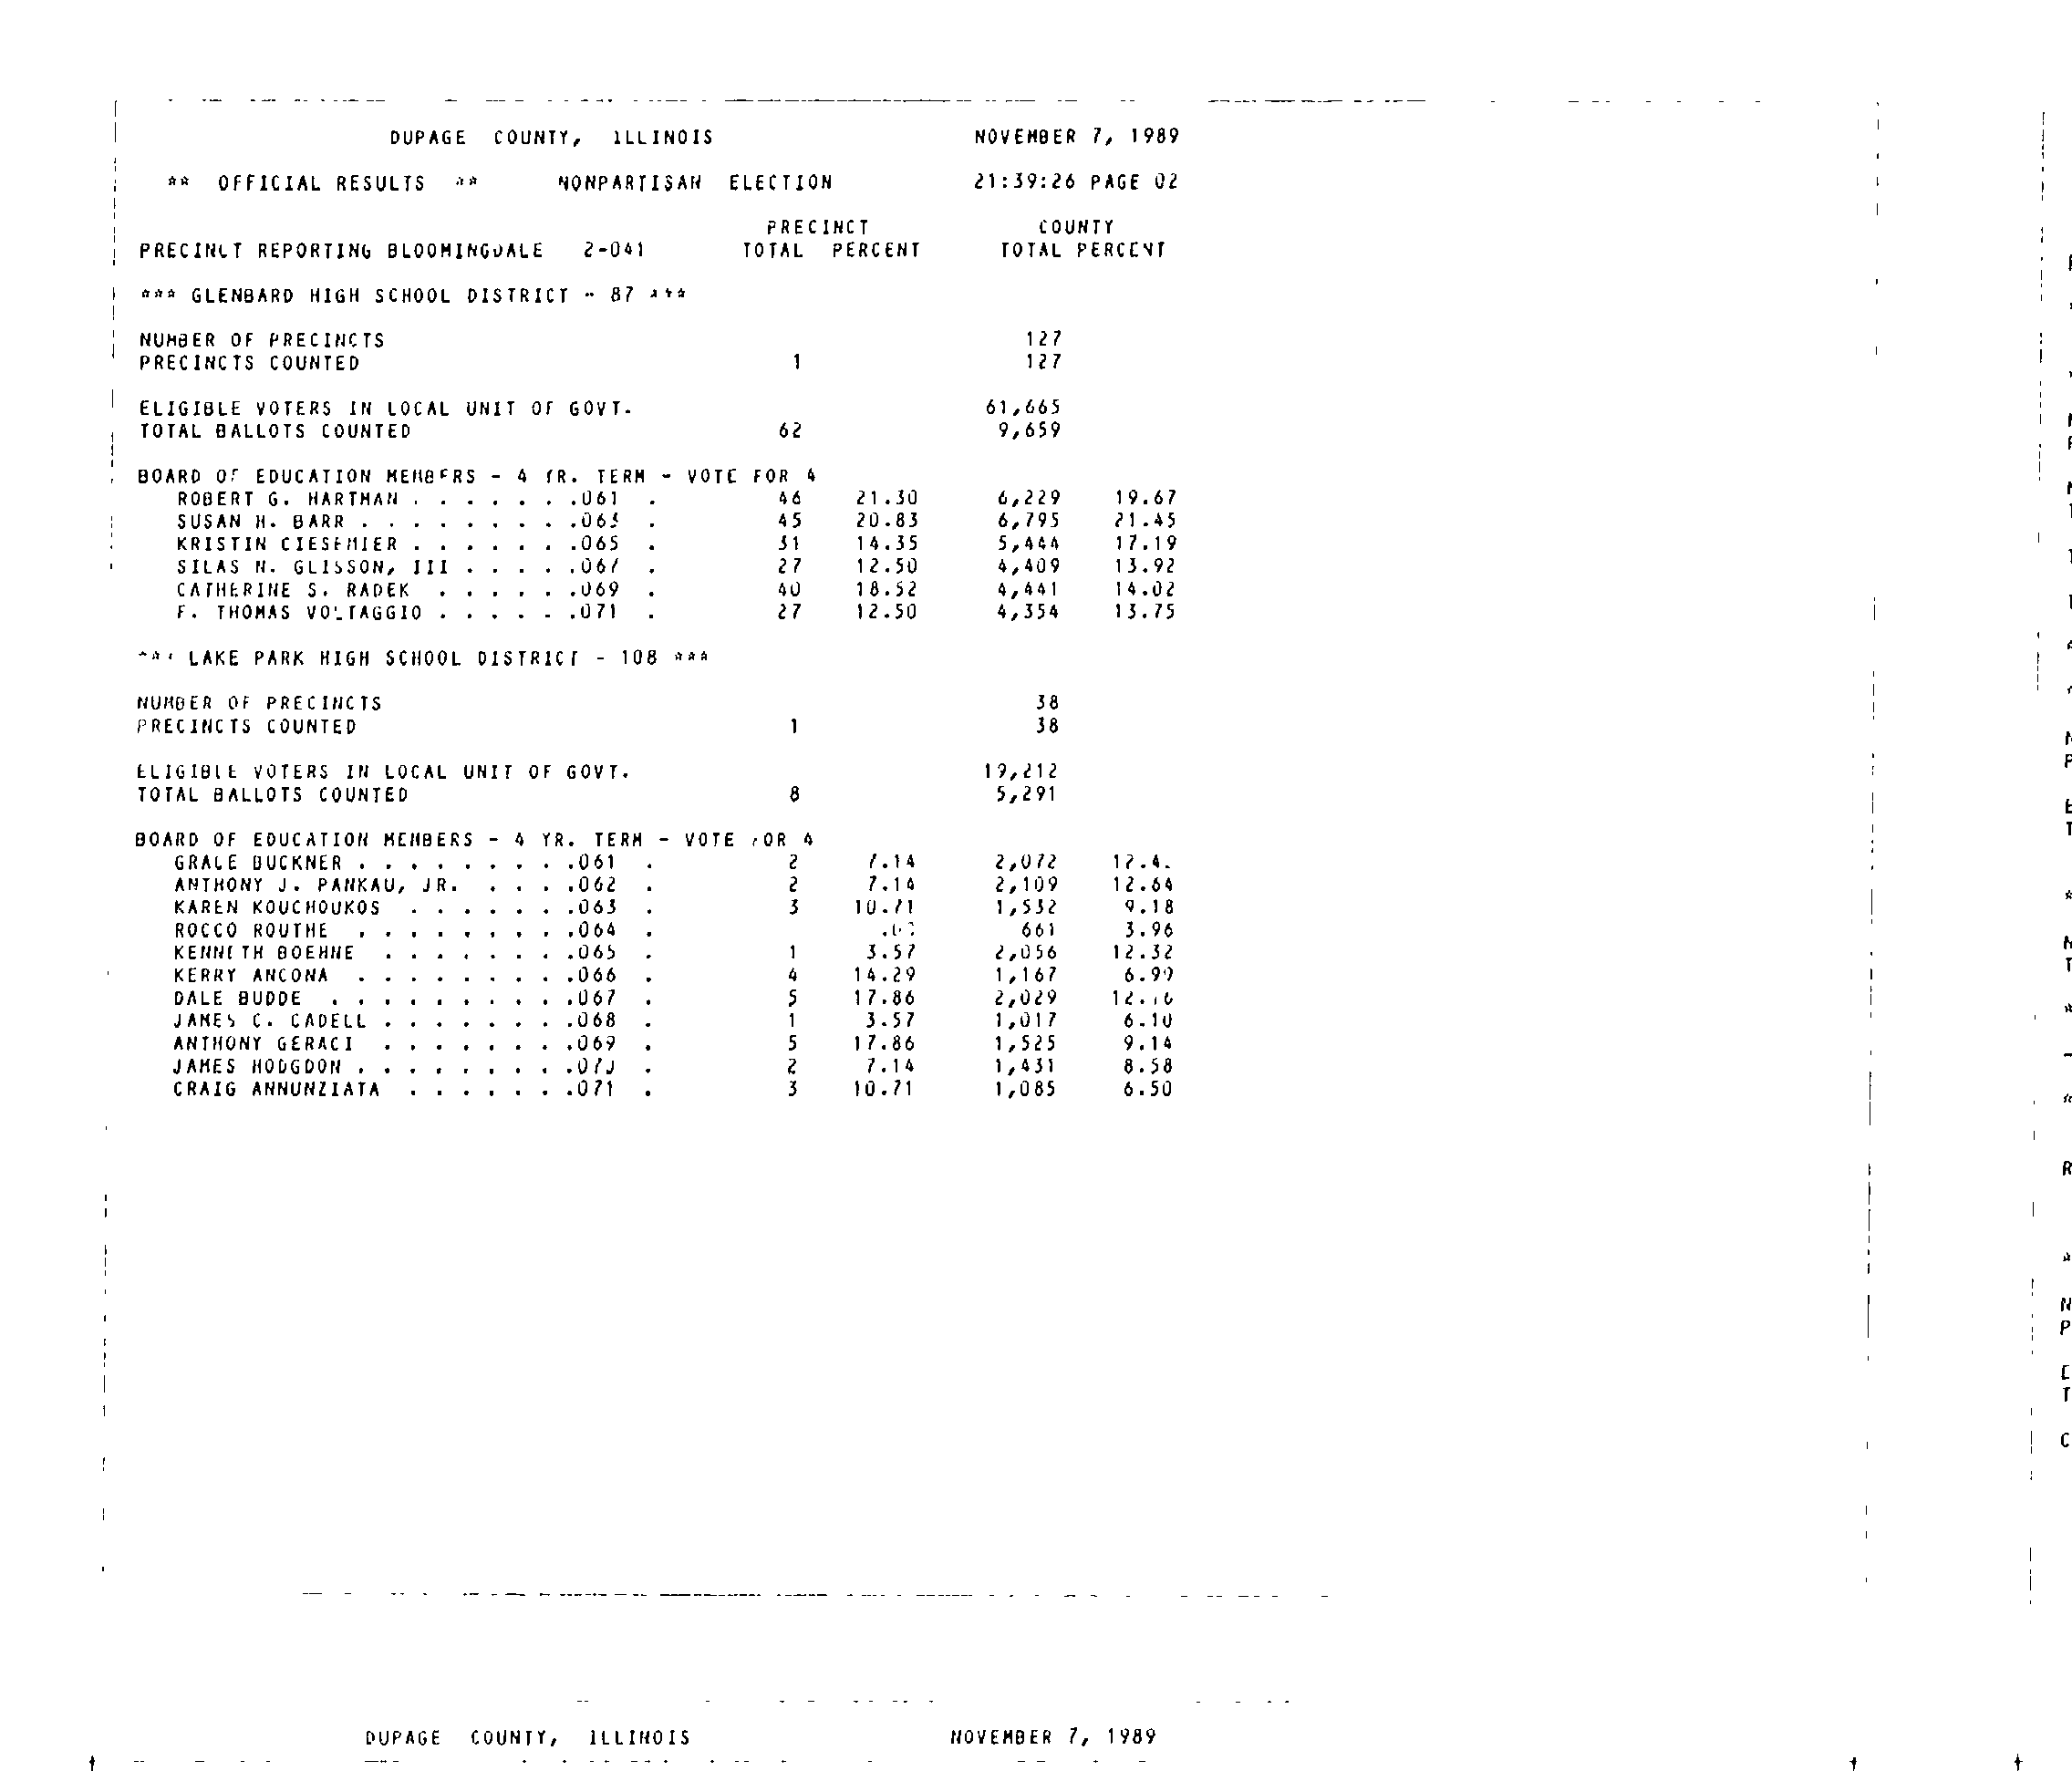 DUPAGE COUNTY, ILLINOIS NOVEMBER 7, 1989
** OFFICIAL RESULTS ** NONPARTISAN ELECTION 21:39:26 PAGE 02
PRECINCT COUNTY
PRECINCT REPORTING BLOOMINGDALE 2-041 TOTAL PERCENT TOTAL PERCENT
*** GLENBARD HIGH SCHOOL DISTRICT - 87 ***
NUMBER OF PRECINCTS 127
PRECINCTS COUNTED 1 127
ELIGIBLE VOTERS IN LOCAL UNIT OF GOVT. 61,665
TOTAL BALLOTS COUNTED 62 9,659
BOARD OF EDUCATION MEMBERS - 4 YR. TERM - VOTE FOR 4
ROBERT G. HARTMAN . . . . . . .061 . 46 21.30 6,229 19.67
SUSAN H. BARR . . . . . . . . .063 . 45 20.83 6,795 21.45
KRISTIN CIESEMIER . . . . . . .065 . 31 14.35 5,444 17.19
SILAS N. GLISSON, III . . . . .067 . 27 12.50 4,409 13.92
CATHERINE S. RADEK . . . . . .069 . 40 18.52 4,441 14.02
F. THOMAS VOLTAGGIO . . . . . .071 . 27 12.50 4,354 13.75
*** LAKE PARK HIGH SCHOOL DISTRICT - 108 ***
NUMBER OF PRECINCTS 38
PRECINCTS COUNTED 1 38
ELIGIBLE VOTERS IN LOCAL UNIT OF GOVT. 19,212
TOTAL BALLOTS COUNTED 8 5,291
BOARD OF EDUCATION MEMBERS - 4 YR. TERM - VOTE FOR 4
GRACE BUCKNER . . . . . . . . .061 . 2 7.14 2,072
ANTHONY J. PANKAU, JR. . . . .062 . 2 7.14 2,109 12.64
KAREN KOUCHOUKOS . . . . . . .063 . 3 10.71 1,532 9.18
ROCCO ROUTHE . . . . . . . . .064 . 661 3.96
KENNETH BOEHNE . . . . . . . .065 . 1 3.57 2,056 12.32
KERRY ANCONA . . . . . . . . .066 . 4 14.29 1,167 6.99
DALE BUDDE . . . . . . . . . .067 . 5 17.86 2,029
JAMES C. CADELL . . . . . . . .068 . 1 3.57 1,017 6.10
ANTHONY GERACI . . . . . . . .069 . 5 17.86 1,525 9.14
JAMES HODGDON . . . . . . . . .070 . 2 7.14 1,431 8.58
CRAIG ANNUNZIATA . . . . . . .071 . 3 10.71 1,085 6.50
DUPAGE COUNTY, ILLINOIS NOVEMBER 7, 1989